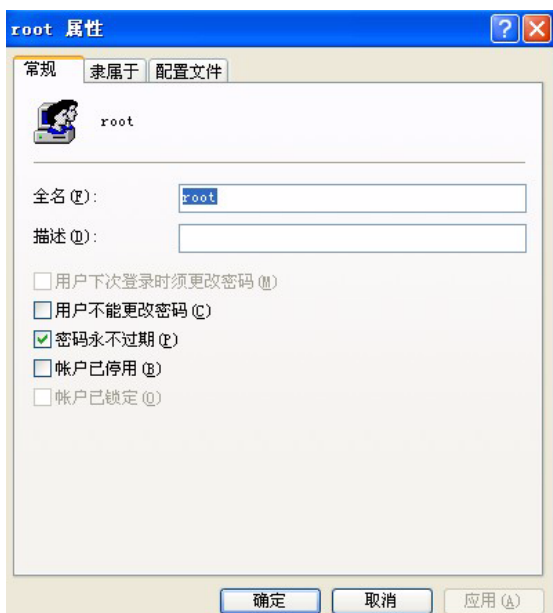 root 属性
常规 隶属于 配置文件
root
全名(F): root
描述(D):
用户下次登录时须更改密码(M)
用户不能更改密码(C)
密码永不过期(P)
帐户已停用(B)
帐户已锁定(O)
确定 取消 应用(A)